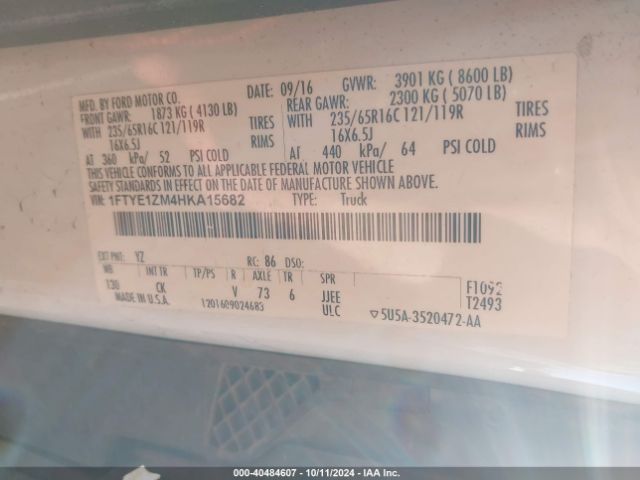 MFD. BY FORD MOTOR CO. DATE: 09/16 GVWR: 3901 KG ( 8600 LB)
FRONT GAWR: 1873 KG ( 4130 LB) REAR GAWR: 2300 KG ( 5070 LB)
WITH 235/65R16C 121/119R TIRES WITH 235/65R16C 121/119R TIRES
16X6.5J RIMS 16X6.5J RIMS
AT 360 kPa/ 52 PSI COLD AT 440 kPa/ 64 PSI COLD
THIS VEHICLE CONFORMS TO ALL APPLICABLE FEDERAL MOTOR VEHICLE
SAFETY STANDARDS IN EFFECT ON THE DATE OF MANUFACTURE SHOWN ABOVE.
VIN: 1FTYE1ZM4HKA15682 TYPE: Truck
EXT PNT: YZ RC: 86 DSO:
WB INT TR TP/PS R AXLE TR SPR
130 CK V 73 6 JJEE F1092
MADE IN U.S.A. 1201609024683 ULC T2493
▽5U5A-3520472-AA
000-40484607 - 10/11/2024 - IAA Inc.